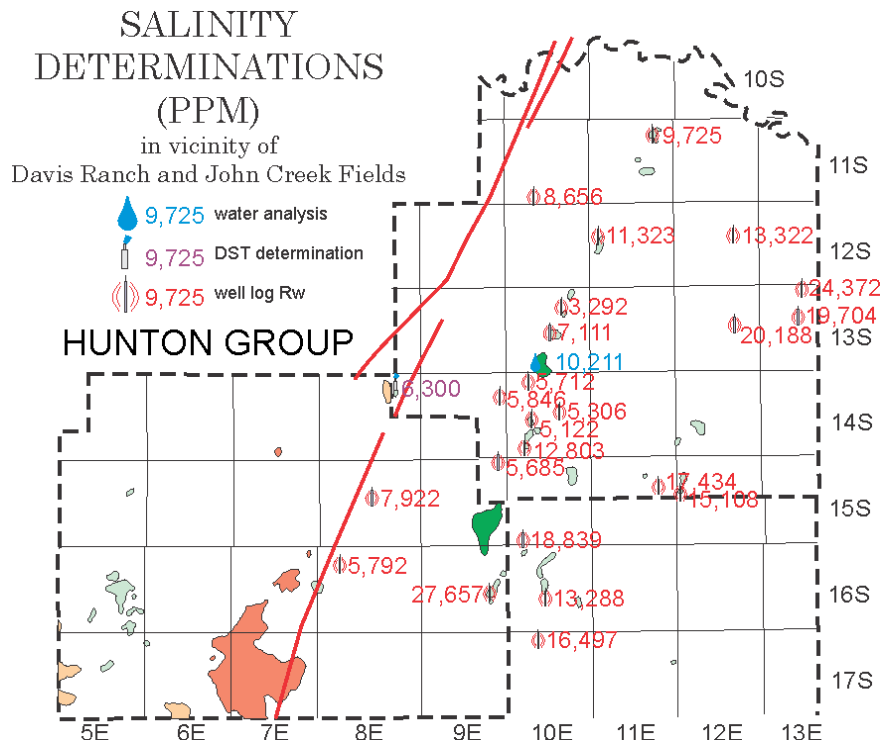 SALINITY
DETERMINATIONS
(PPM)
in vicinity of
Davis Ranch and John Creek Fields
9,725 water analysis
9,725 DST determination
9,725 well log Rw
HUNTON GROUP
10S
9,725
11S
8,656
11,323
13,322
12S
24,372
3,292
19,704
7,111
20,188
13S
10,211
5,712
6,300
5,846
5,306
5,122
14S
12,803
5,685
17,434
7,922
15,108
15S
18,839
5,792
27,657
13,288
16S
16,497
17S
5E 6E 7E 8E 9E 10E 11E 12E 13E